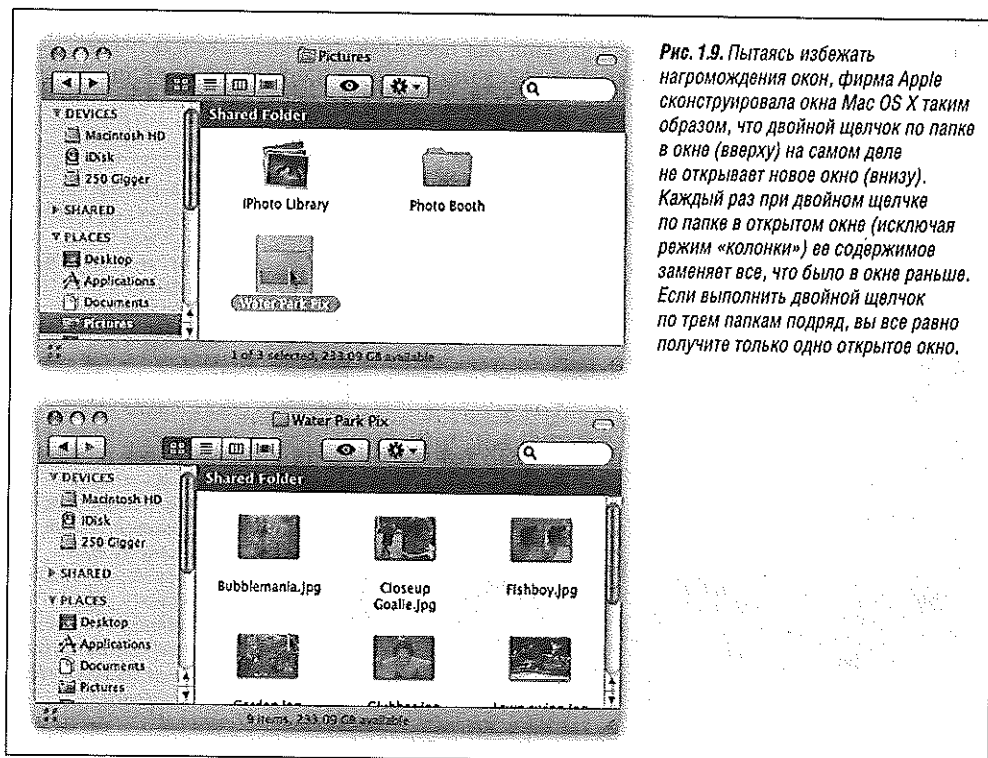 Pictures
Shared Folder
DEVICES
Macintosh HD
iDisk
250 Gigger
SHARED
PLACES
Desktop
Applications
Documents
Pictures
iPhoto Library
Photo Booth
Water Park Pix
1 of 3 selected, 233.09 GB available
Рис. 1.9. Пытаясь избежать
нагромождения окон, фирма Apple
сконструировала окна Mac OS X таким
образом, что двойной щелчок по папке
в окне (вверху) на самом деле
не открывает новое окно (внизу).
Каждый раз при двойном щелчке
по папке в открытом окне (исключая
режим «колонки») ее содержимое
заменяет все, что было в окне раньше.
Если выполнить двойной щелчок
по трем папкам подряд, вы все равно
получите только одно открытое окно.
Water Park Pix
Shared Folder
DEVICES
Macintosh HD
iDisk
250 Gigger
SHARED
PLACES
Desktop
Applications
Documents
Pictures
Bubblemania.jpg
Closeup
Goalie.jpg
Fishboy.jpg
9 items, 233.09 GB available